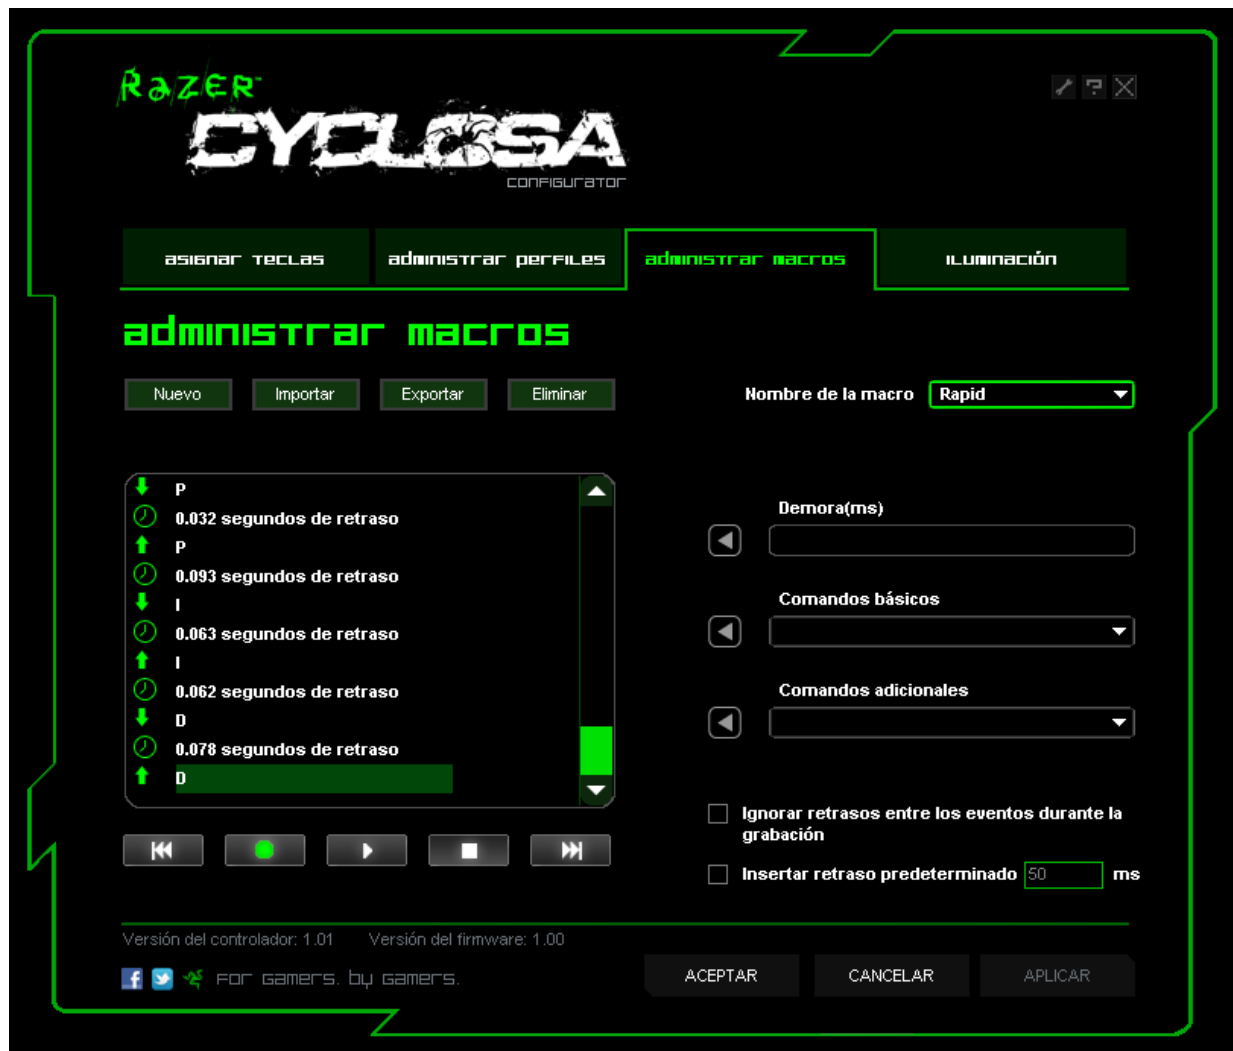 RAZER™
CYCLOSA
CONFIGURATOR
asignar teclas
administrar perfiles
administrar macros
iluminación
administrar macros
Nuevo
Importar
Exportar
Eliminar
Nombre de la macro
Rapid
P
0.032 segundos de retraso
P
0.093 segundos de retraso
I
0.063 segundos de retraso
I
0.062 segundos de retraso
D
0.078 segundos de retraso
D
Demora(ms)
Comandos básicos
Comandos adicionales
Ignorar retrasos entre los eventos durante la
grabación
Insertar retraso predeterminado 50 ms
Versión del controlador: 1.01
Versión del firmware: 1.00
For gamers. by gamers.
ACEPTAR
CANCELAR
APLICAR